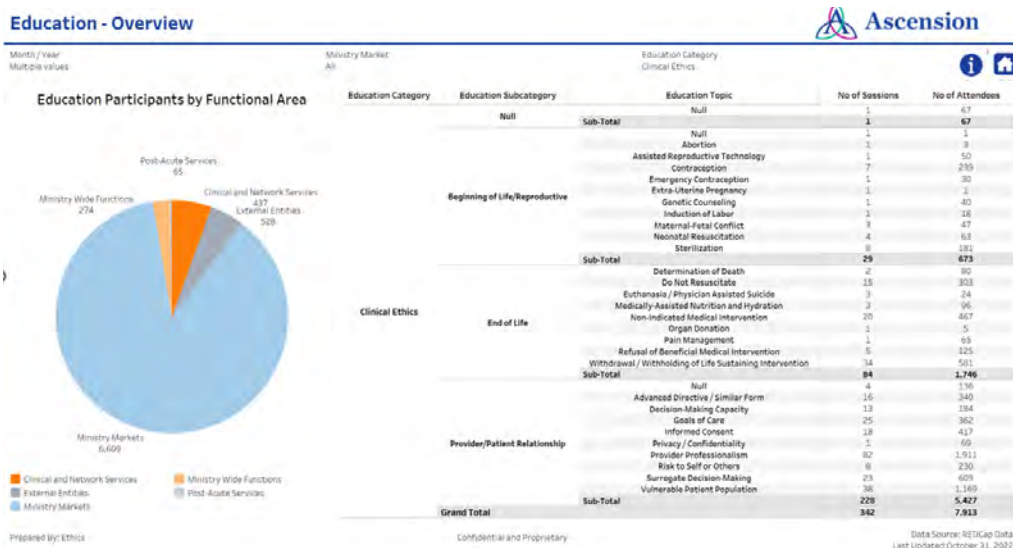 Education - Overview
Ascension
Month / Year
Multiple values
Ministry Market
All
Education Category
Clinical Ethics
Education Participants by Functional Area
Post-Acute Services
65
Clinical and Network Services
437
Ministry Wide Functions
274
External Entities
528
Ministry Markets
6,609
Clinical and Network Services
Ministry Wide Functions
External Entities
Post-Acute Services
Ministry Markets
Education Category Education Subcategory Education Topic No of Sessions No of Attendees
Clinical Ethics
Null
Null 1 67
Sub-Total 1 67
Beginning of Life/Reproductive
Null 1 1
Abortion 1 3
Assisted Reproductive Technology 1 50
Contraception 7 239
Emergency Contraception 1 30
Extra-Uterine Pregnancy 1 1
Genetic Counseling 1 40
Induction of Labor 1 18
Maternal-Fetal Conflict 3 47
Neonatal Resuscitation 4 63
Sterilization 8 181
Sub-Total 29 673
End of Life
Determination of Death 2 80
Do Not Resuscitate 15 303
Euthanasia / Physician Assisted Suicide 3 24
Medically-Assisted Nutrition and Hydration 3 96
Non-Indicated Medical Intervention 20 467
Organ Donation 1 5
Pain Management 1 65
Refusal of Beneficial Medical Intervention 5 125
Withdrawal / Withholding of Life Sustaining Intervention 34 581
Sub-Total 84 1,746
Provider/Patient Relationship
Null 4 136
Advanced Directive / Similar Form 16 340
Decision-Making Capacity 13 184
Goals of Care 25 362
Informed Consent 18 417
Privacy / Confidentiality 1 69
Provider Professionalism 82 1,911
Risk to Self or Others 8 230
Surrogate Decision-Making 23 609
Vulnerable Patient Population 38 1,169
Sub-Total 228 5,427
Grand Total 342 7,913
Prepared By: Ethics
Confidential and Proprietary
Data Source: REDCap Data
Last Updated October 31, 2022